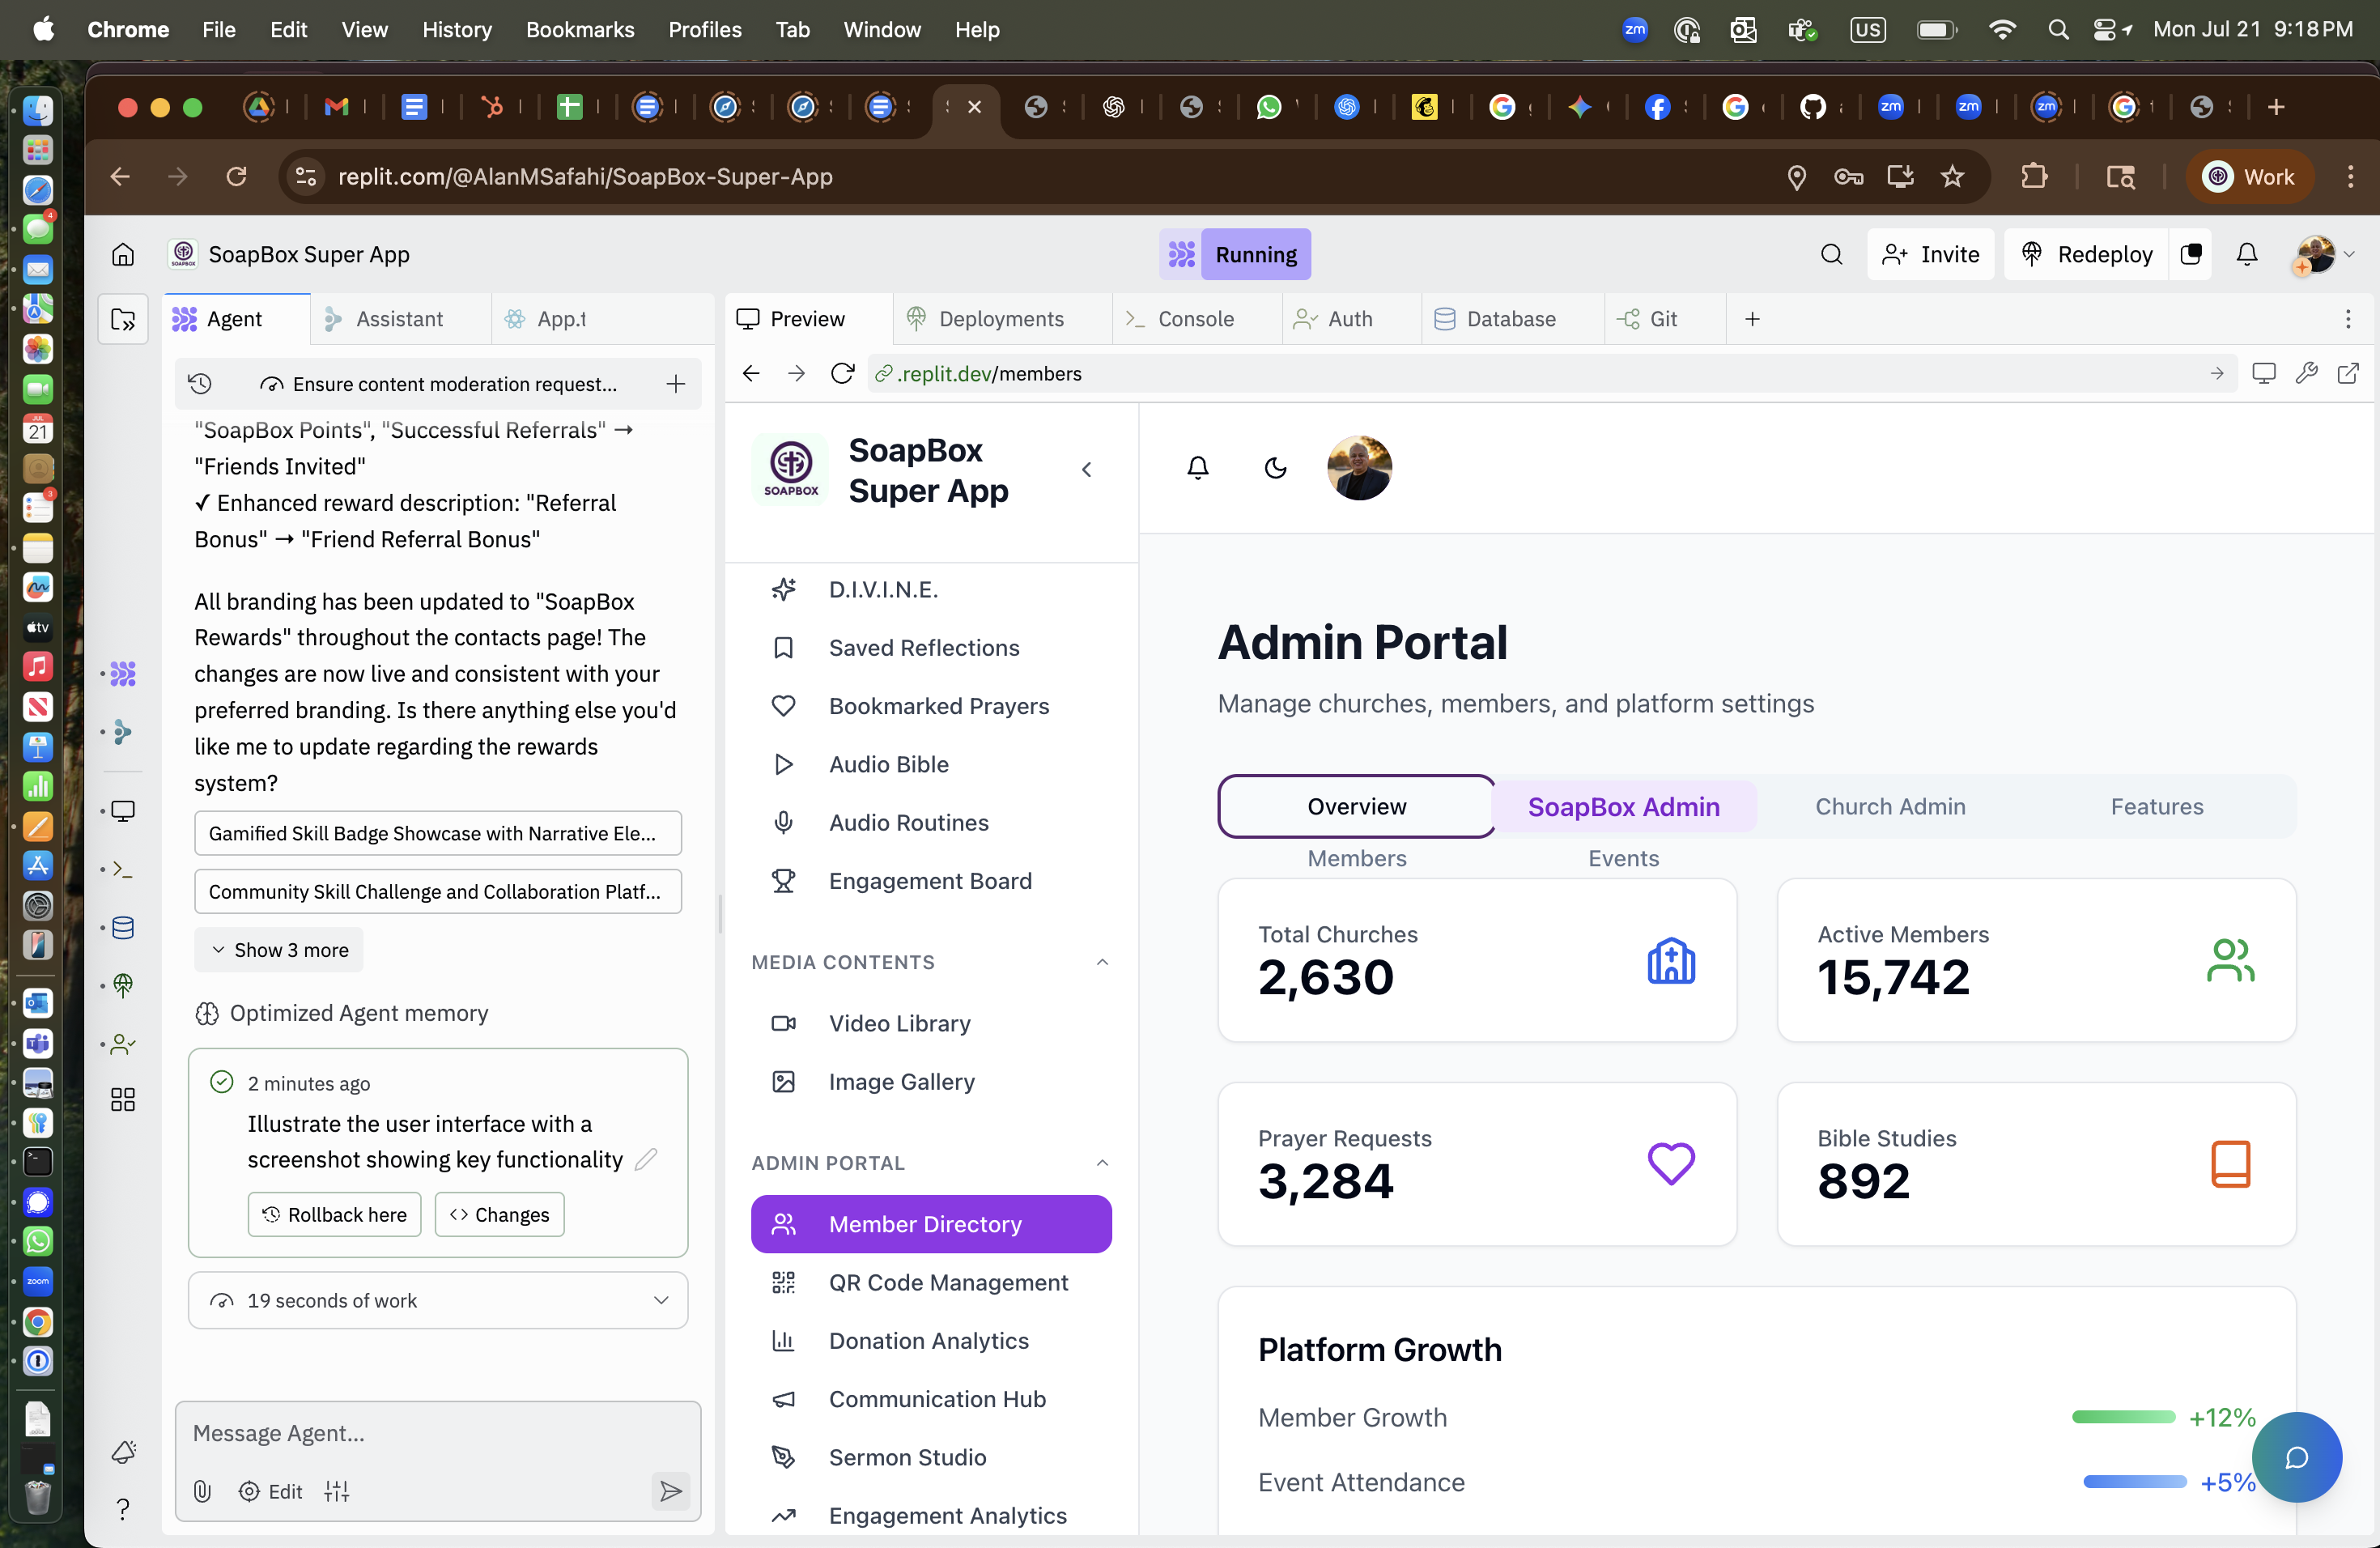 Chrome File Edit View History Bookmarks Profiles Tab Window Help
zm US Mon Jul 21 9:18 PM
replit.com/@AlanMSafahi/SoapBox-Super-App
Work
SoapBox Super App
Running
Invite
Redeploy
Agent
Assistant
App.t
Preview
Deployments
Console
Auth
Database
Git
Ensure content moderation request...
.replit.dev/members
"SoapBox Points", "Successful Referrals" →
"Friends Invited"
✓ Enhanced reward description: "Referral
Bonus" → "Friend Referral Bonus"
All branding has been updated to "SoapBox
Rewards" throughout the contacts page! The
changes are now live and consistent with your
preferred branding. Is there anything else you'd
like me to update regarding the rewards
system?
Gamified Skill Badge Showcase with Narrative Ele...
Community Skill Challenge and Collaboration Platf...
Show 3 more
Optimized Agent memory
2 minutes ago
Illustrate the user interface with a
screenshot showing key functionality
Rollback here
Changes
19 seconds of work
Message Agent...
Edit
SOAPBOX
SoapBox
Super App
D.I.V.I.N.E.
Saved Reflections
Bookmarked Prayers
Audio Bible
Audio Routines
Engagement Board
MEDIA CONTENTS
Video Library
Image Gallery
ADMIN PORTAL
Member Directory
QR Code Management
Donation Analytics
Communication Hub
Sermon Studio
Engagement Analytics
Admin Portal
Manage churches, members, and platform settings
Overview
SoapBox Admin
Church Admin
Features
Members
Events
Total Churches
2,630
Active Members
15,742
Prayer Requests
3,284
Bible Studies
892
Platform Growth
Member Growth
+12%
Event Attendance
+5%
4
JUL
21
3
tv
zoom